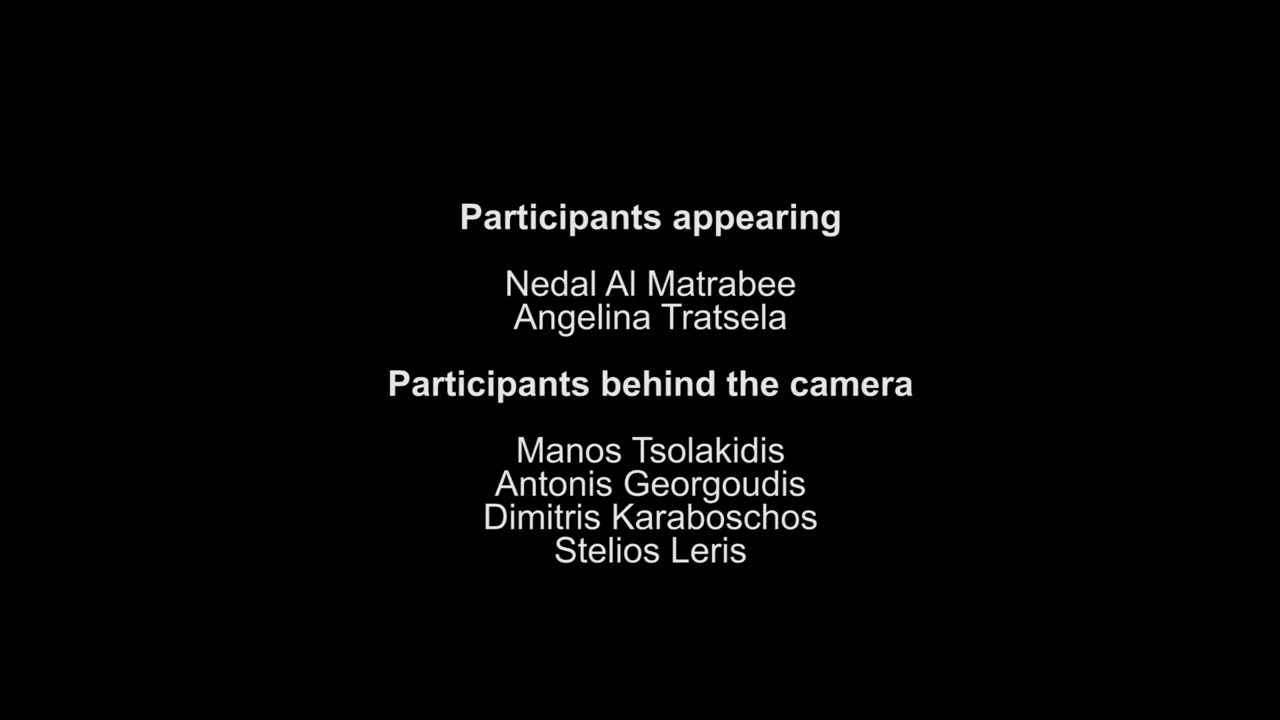 Participants appearing
Nedal Al Matrabee
Angelina Tratsela
Participants behind the camera
Manos Tsolakidis
Antonis Georgoudis
Dimitris Karaboschos
Stelios Leris